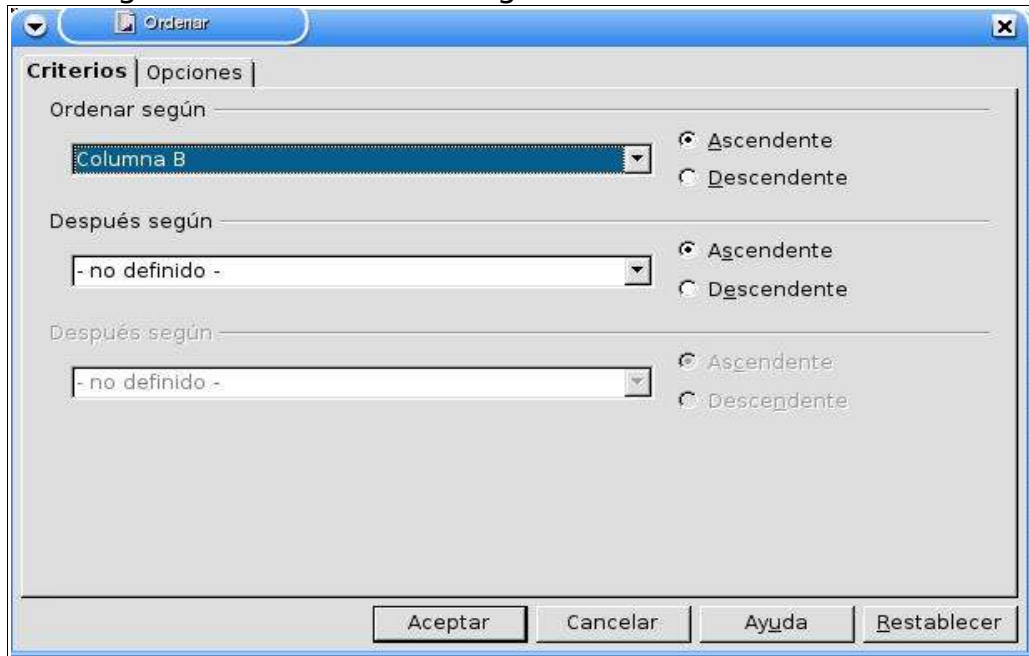 Ordenar
Criterios Opciones
Ordenar según
Columna B
Ascendente
Descendente
Después según
- no definido -
Ascendente
Descendente
Después según
- no definido -
Ascendente
Descendente
Aceptar Cancelar Ayuda Restablecer